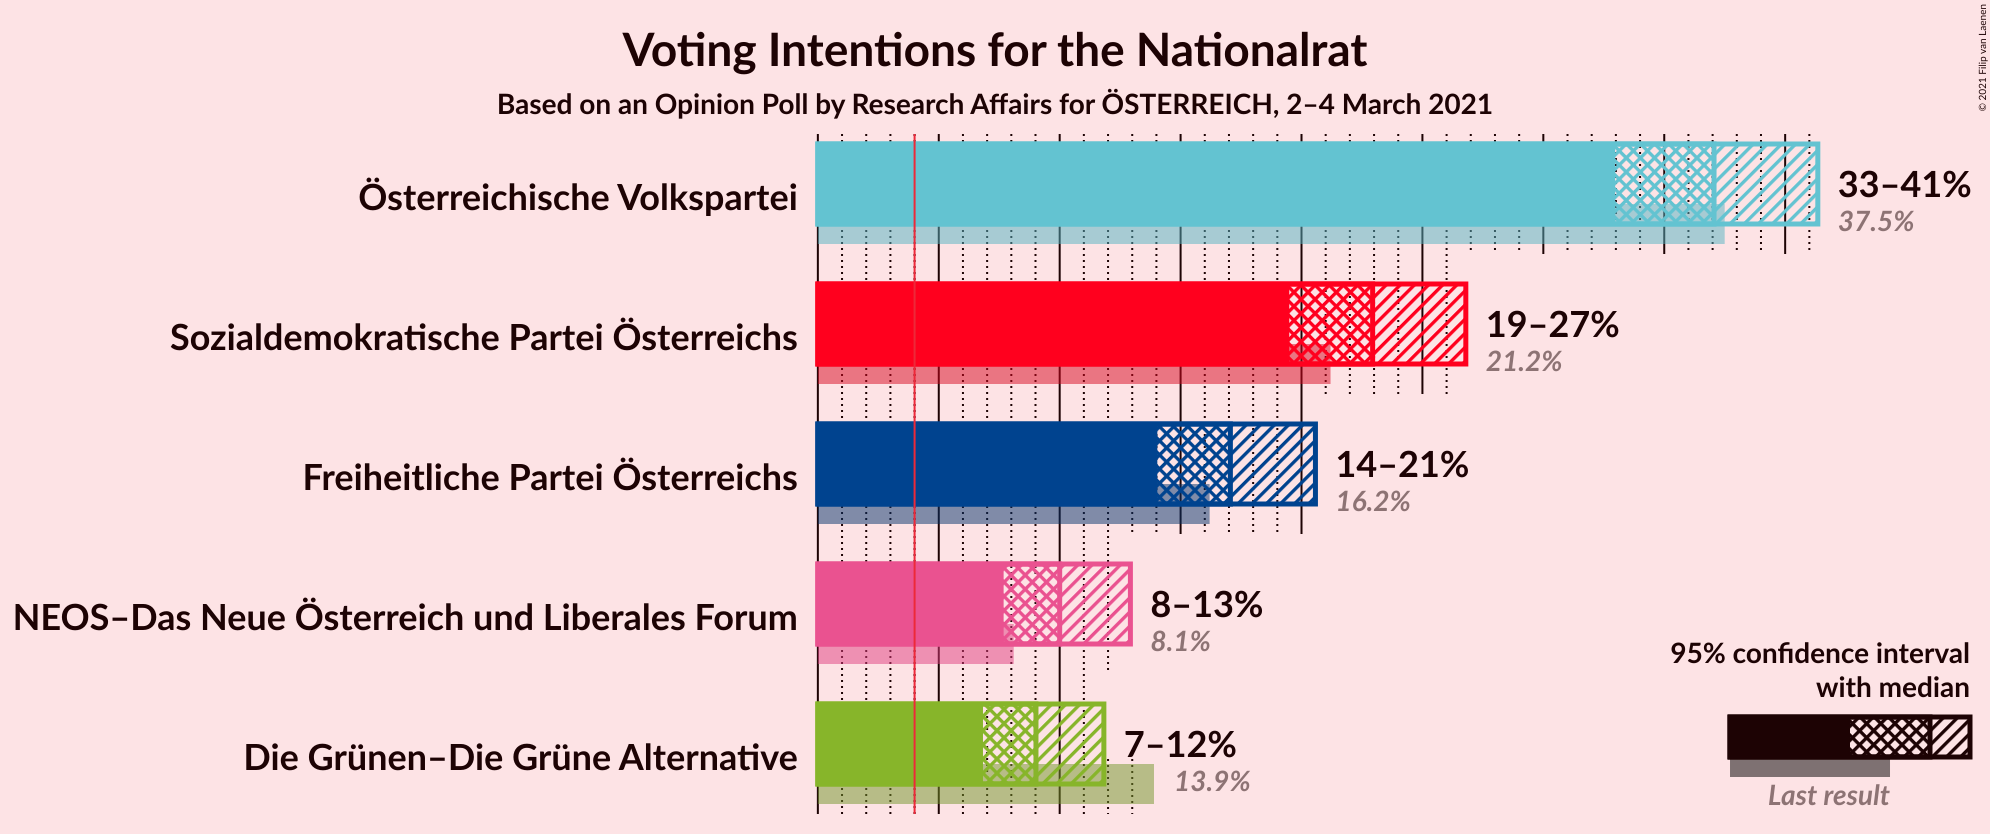 Voting Intentions for the Nationalrat
Based on an Opinion Poll by Research Affairs for ÖSTERREICH, 2–4 March 2021
© 2021 Filip van Laenen
Österreichische Volkspartei
33–41%
37.5%
Sozialdemokratische Partei Österreichs
19–27%
21.2%
Freiheitliche Partei Österreichs
14–21%
16.2%
NEOS–Das Neue Österreich und Liberales Forum
8–13%
8.1%
Die Grünen–Die Grüne Alternative
7–12%
13.9%
95% confidence interval
with median
Last result